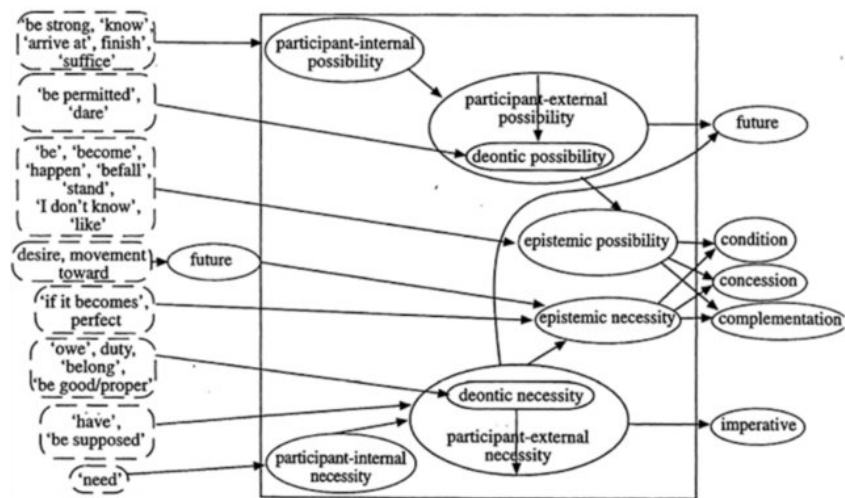 'be strong, 'know',
'arrive at', finish',
'suffice'
participant-internal
possibility
'be permitted',
'dare'
participant-external
possibility
deontic possibility
future
'be', 'become',
'happen', 'befall',
'stand',
'I don't know',
'like'
epistemic possibility
condition
desire, movement
toward
future
concession
'if it becomes',
perfect
epistemic necessity
complementation
'owe', duty,
'belong',
'be good/proper'
deontic necessity
'have',
'be supposed'
participant-external
necessity
imperative
'need'
participant-internal
necessity